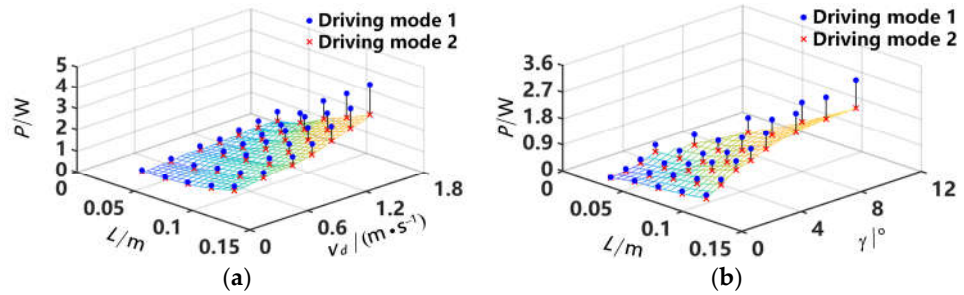 Driving mode 1
Driving mode 2
5
4
3
2
1
0
P/W
0
0.05
0.1
0.15
L/m
0
0.6
1.2
1.8
v_d/(m•s⁻¹)
(a)
Driving mode 1
Driving mode 2
3.6
2.7
1.8
0.9
0
P/W
0
0.05
0.1
0.15
L/m
0
4
8
12
γ/°
(b)